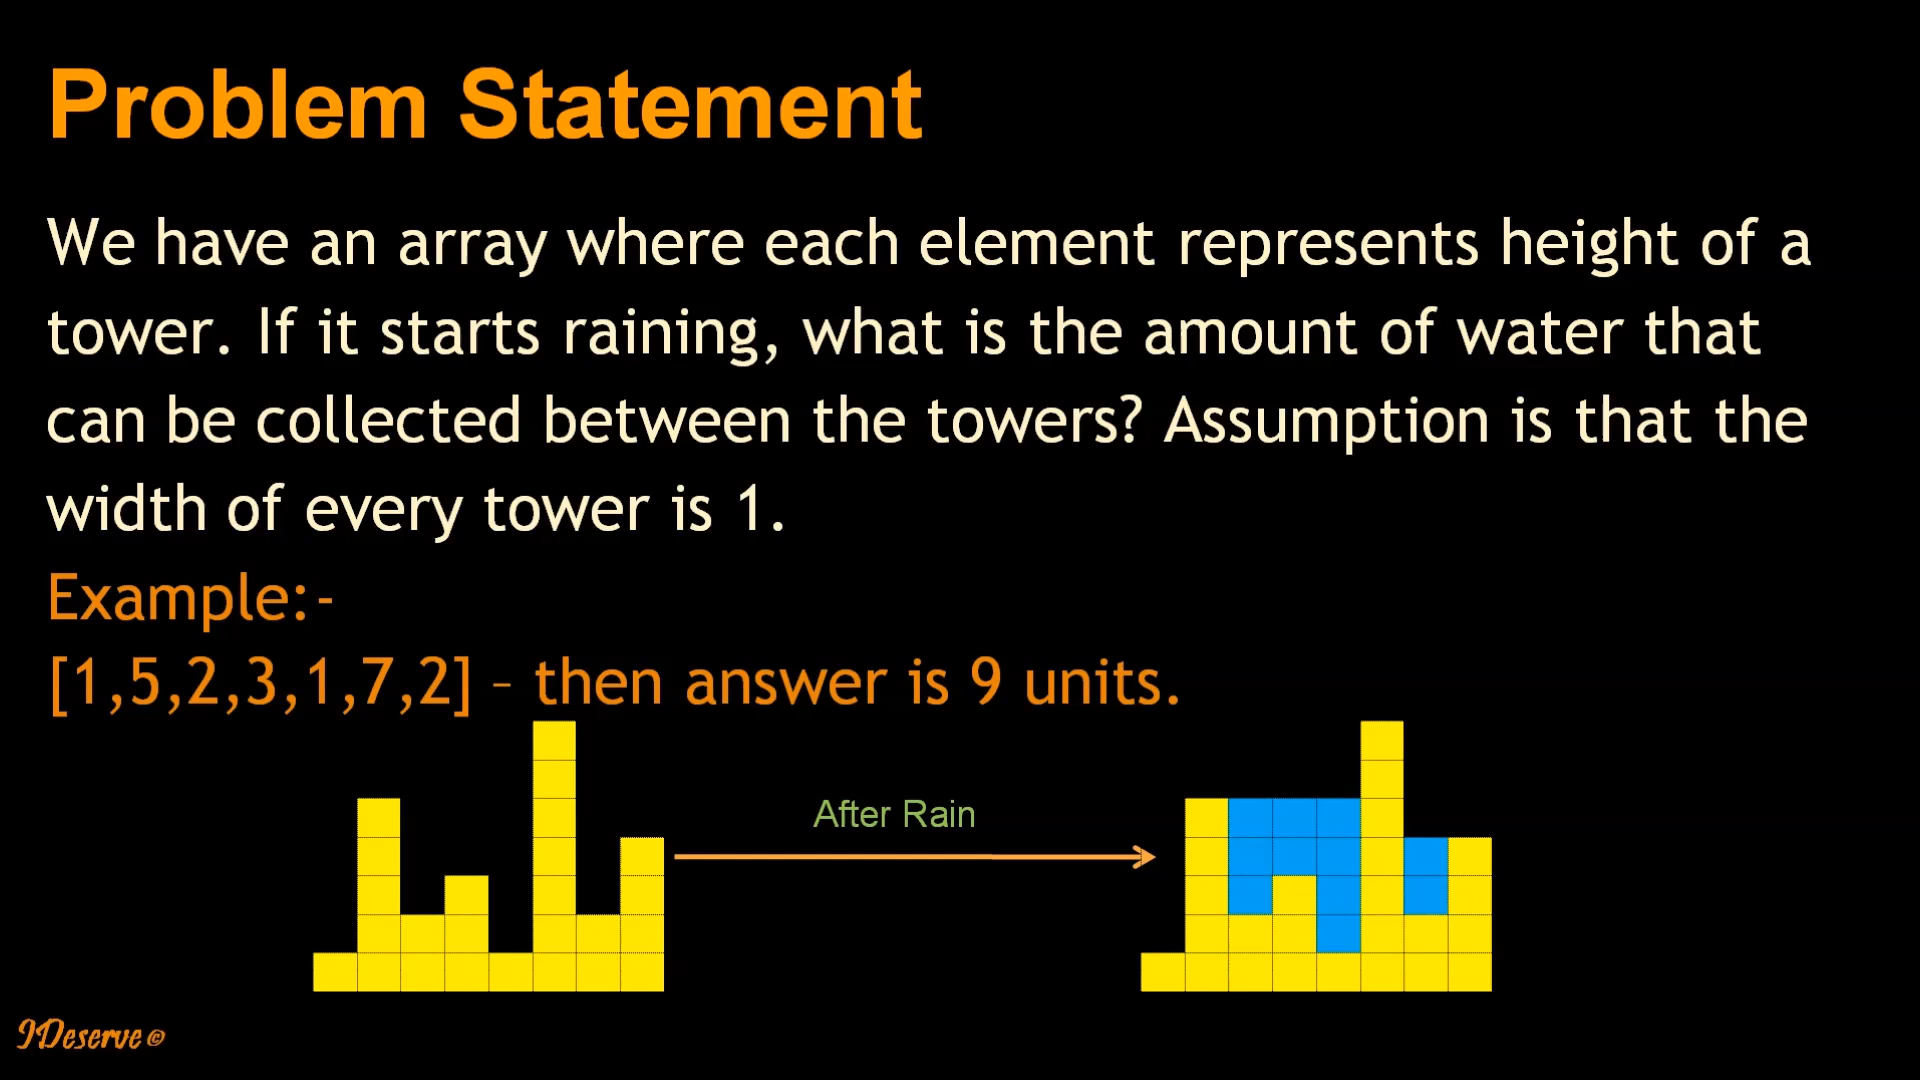 Problem Statement
We have an array where each element represents height of a
tower. If it starts raining, what is the amount of water that
can be collected between the towers? Assumption is that the
width of every tower is 1.
Example:-
[1,5,2,3,1,7,2] – then answer is 9 units.
After Rain
IDeserve ©